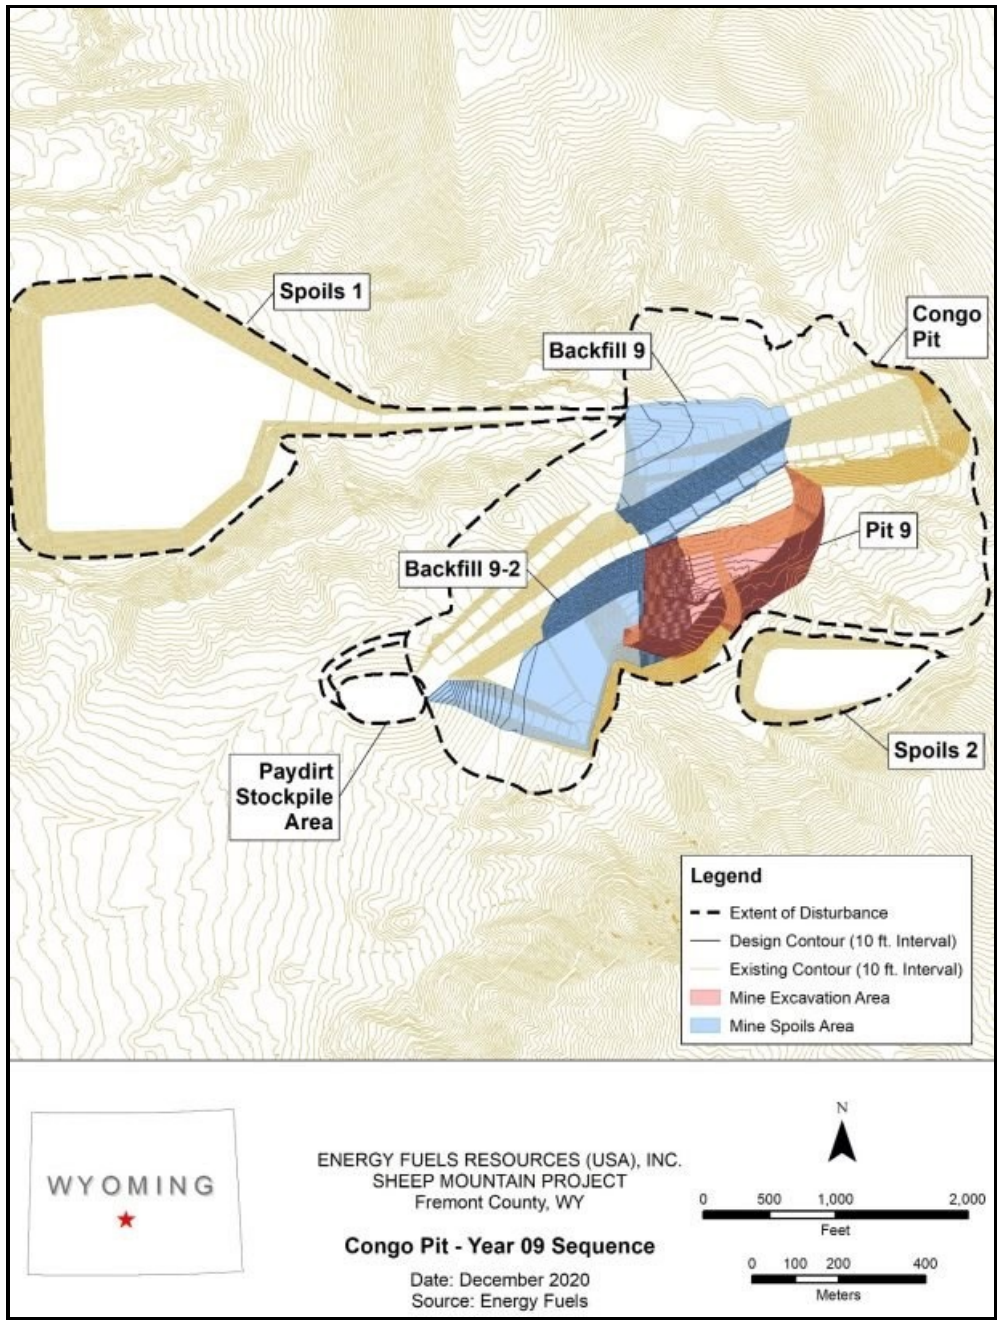 Spoils 1
Congo
Pit
Backfill 9
Pit 9
Backfill 9-2
Spoils 2
Paydirt
Stockpile
Area
Legend
Extent of Disturbance
Design Contour (10 ft. Interval)
Existing Contour (10 ft. Interval)
Mine Excavation Area
Mine Spoils Area
WYOMING
ENERGY FUELS RESOURCES (USA), INC.
SHEEP MOUNTAIN PROJECT
Fremont County, WY
Congo Pit - Year 09 Sequence
Date: December 2020
Source: Energy Fuels
N
0 500 1,000 2,000
Feet
0 100 200 400
Meters